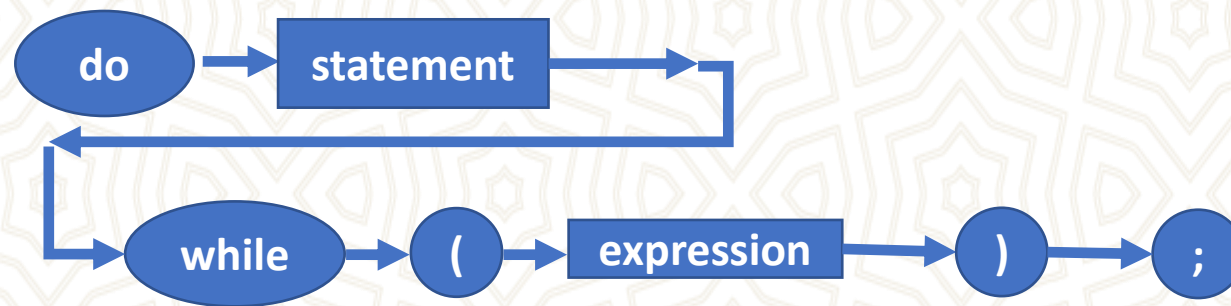 do statement
while ( expression ) ;